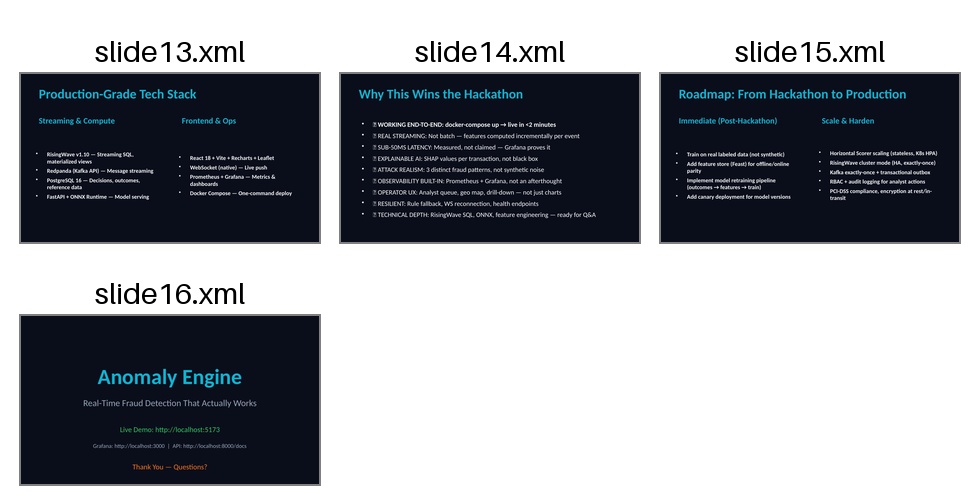 slide13.xml
slide14.xml
slide15.xml
Production-Grade Tech Stack
Streaming & Compute
Frontend & Ops
• RisingWave v1.10 — Streaming SQL,
materialized views
• Redpanda (Kafka API) — Message streaming
• PostgreSQL 16 — Decisions, outcomes,
reference data
• FastAPI + ONNX Runtime — Model serving
• React 18 + Vite + Recharts + Leaflet
• WebSocket (native) — Live push
• Prometheus + Grafana — Metrics &
dashboards
• Docker Compose — One-command deploy
Why This Wins the Hackathon
• WORKING END-TO-END: docker-compose up → live in <2 minutes
• REAL STREAMING: Not batch — features computed incrementally per event
• SUB-50MS LATENCY: Measured, not claimed — Grafana proves it
• EXPLAINABLE AI: SHAP values per transaction, not black box
• ATTACK REALISM: 3 distinct fraud patterns, not synthetic noise
• OBSERVABILITY BUILT-IN: Prometheus + Grafana, not an afterthought
• OPERATOR UX: Analyst queue, geo map, drill-down — not just charts
• RESILIENT: Rule fallback, WS reconnection, health endpoints
• TECHNICAL DEPTH: RisingWave SQL, ONNX, feature engineering — ready for Q&A
Roadmap: From Hackathon to Production
Immediate (Post-Hackathon)
Scale & Harden
• Train on real labeled data (not synthetic)
• Add feature store (Feast) for offline/online
parity
• Implement model retraining pipeline
(outcomes → features → train)
• Add canary deployment for model versions
• Horizontal Scorer scaling (stateless, K8s HPA)
• RisingWave cluster mode (HA, exactly-once)
• Kafka exactly-once + transactional outbox
• RBAC + audit logging for analyst actions
• PCI-DSS compliance, encryption at rest/in-
transit
slide16.xml
Anomaly Engine
Real-Time Fraud Detection That Actually Works
Live Demo: http://localhost:5173
Grafana: http://localhost:3000 | API: http://localhost:8000/docs
Thank You — Questions?